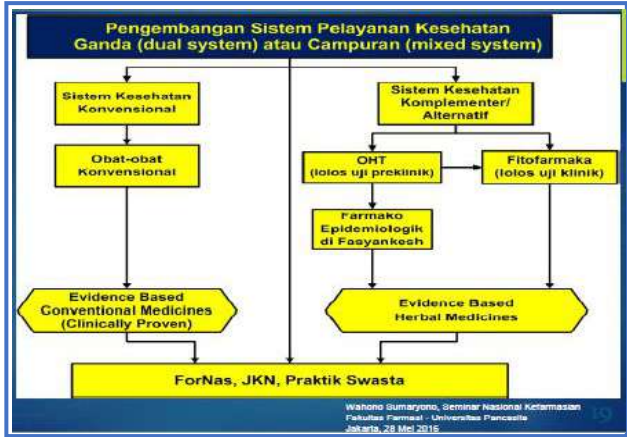 Pengembangan Sistem Pelayanan Kesehatan
Ganda (dual system) atau Campuran (mixed system)
Sistem Kesehatan
Konvensional
Sistem Kesehatan
Komplementer/
Alternatif
Obat-obat
Konvensional
OHT
(lolos uji preklinik)
Fitofarmaka
(lolos uji klinik)
Farmako
Epidemiologik
di Fasyankesh
Evidence Based
Conventional Medicines
(Clinically Proven)
Evidence Based
Herbal Medicines
ForNas, JKN, Praktik Swasta
Wahono Sumaryono, Seminar Nasional Kefarmasian
Fakultas Farmasi - Universitas Pancasila
Jakarta, 28 Mei 2016
19